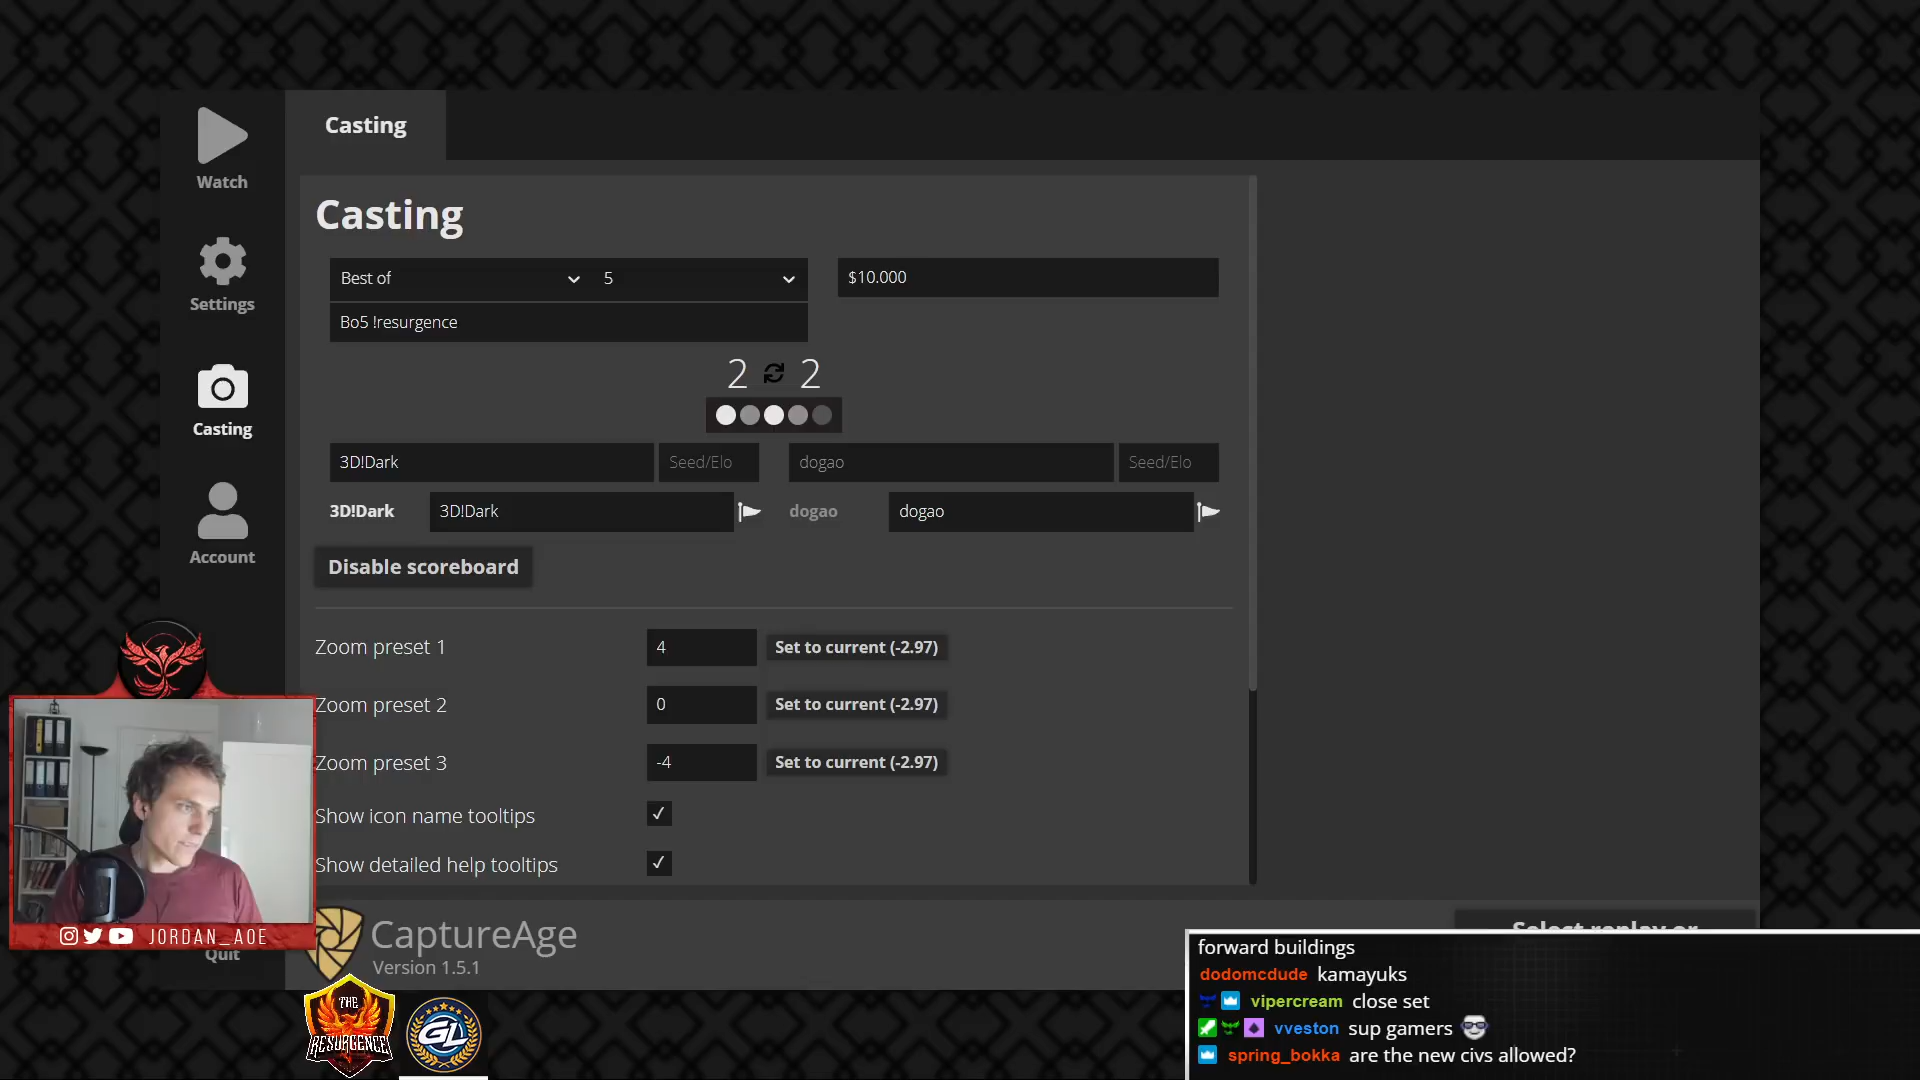 Casting
Watch
Settings
Casting
Account
Quit
Casting
Best of 5 $10.000
Bo5 !resurgence
2 2
3D!Dark Seed/Elo dogao Seed/Elo
3D!Dark 3D!Dark dogao dogao
Disable scoreboard
Zoom preset 1 4 Set to current (-2.97)
Zoom preset 2 0 Set to current (-2.97)
Zoom preset 3 -4 Set to current (-2.97)
Show icon name tooltips
Show detailed help tooltips
CaptureAge
Version 1.5.1
Select replay or
JORDAN_AOE
THE
RESURGENCE
GL
forward buildings
dodomcdude kamayuks
vipercream close set
vveston sup gamers
spring_bokka are the new civs allowed?